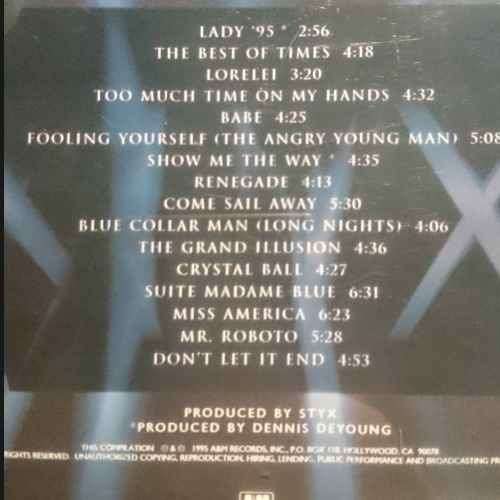 LADY '95 * 2:56
THE BEST OF TIMES 4:18
LORELEI 3:20
TOO MUCH TIME ON MY HANDS 4:32
BABE 4:25
FOOLING YOURSELF (THE ANGRY YOUNG MAN) 5:08
SHOW ME THE WAY * 4:35
RENEGADE 4:13
COME SAIL AWAY 5:30
BLUE COLLAR MAN (LONG NIGHTS) 4:06
THE GRAND ILLUSION 4:36
CRYSTAL BALL 4:27
SUITE MADAME BLUE 6:31
MISS AMERICA 6:23
MR. ROBOTO 5:28
DON'T LET IT END 4:53
PRODUCED BY STYX
*PRODUCED BY DENNIS DEYOUNG
THIS COMPILATION ℗ & © 1995 A&M RECORDS, INC., P.O. BOX 118, HOLLYWOOD, CA 90078
RIGHTS RESERVED. UNAUTHORIZED COPYING, REPRODUCTION, HIRING, LENDING, PUBLIC PERFORMANCE AND BROADCASTING PR